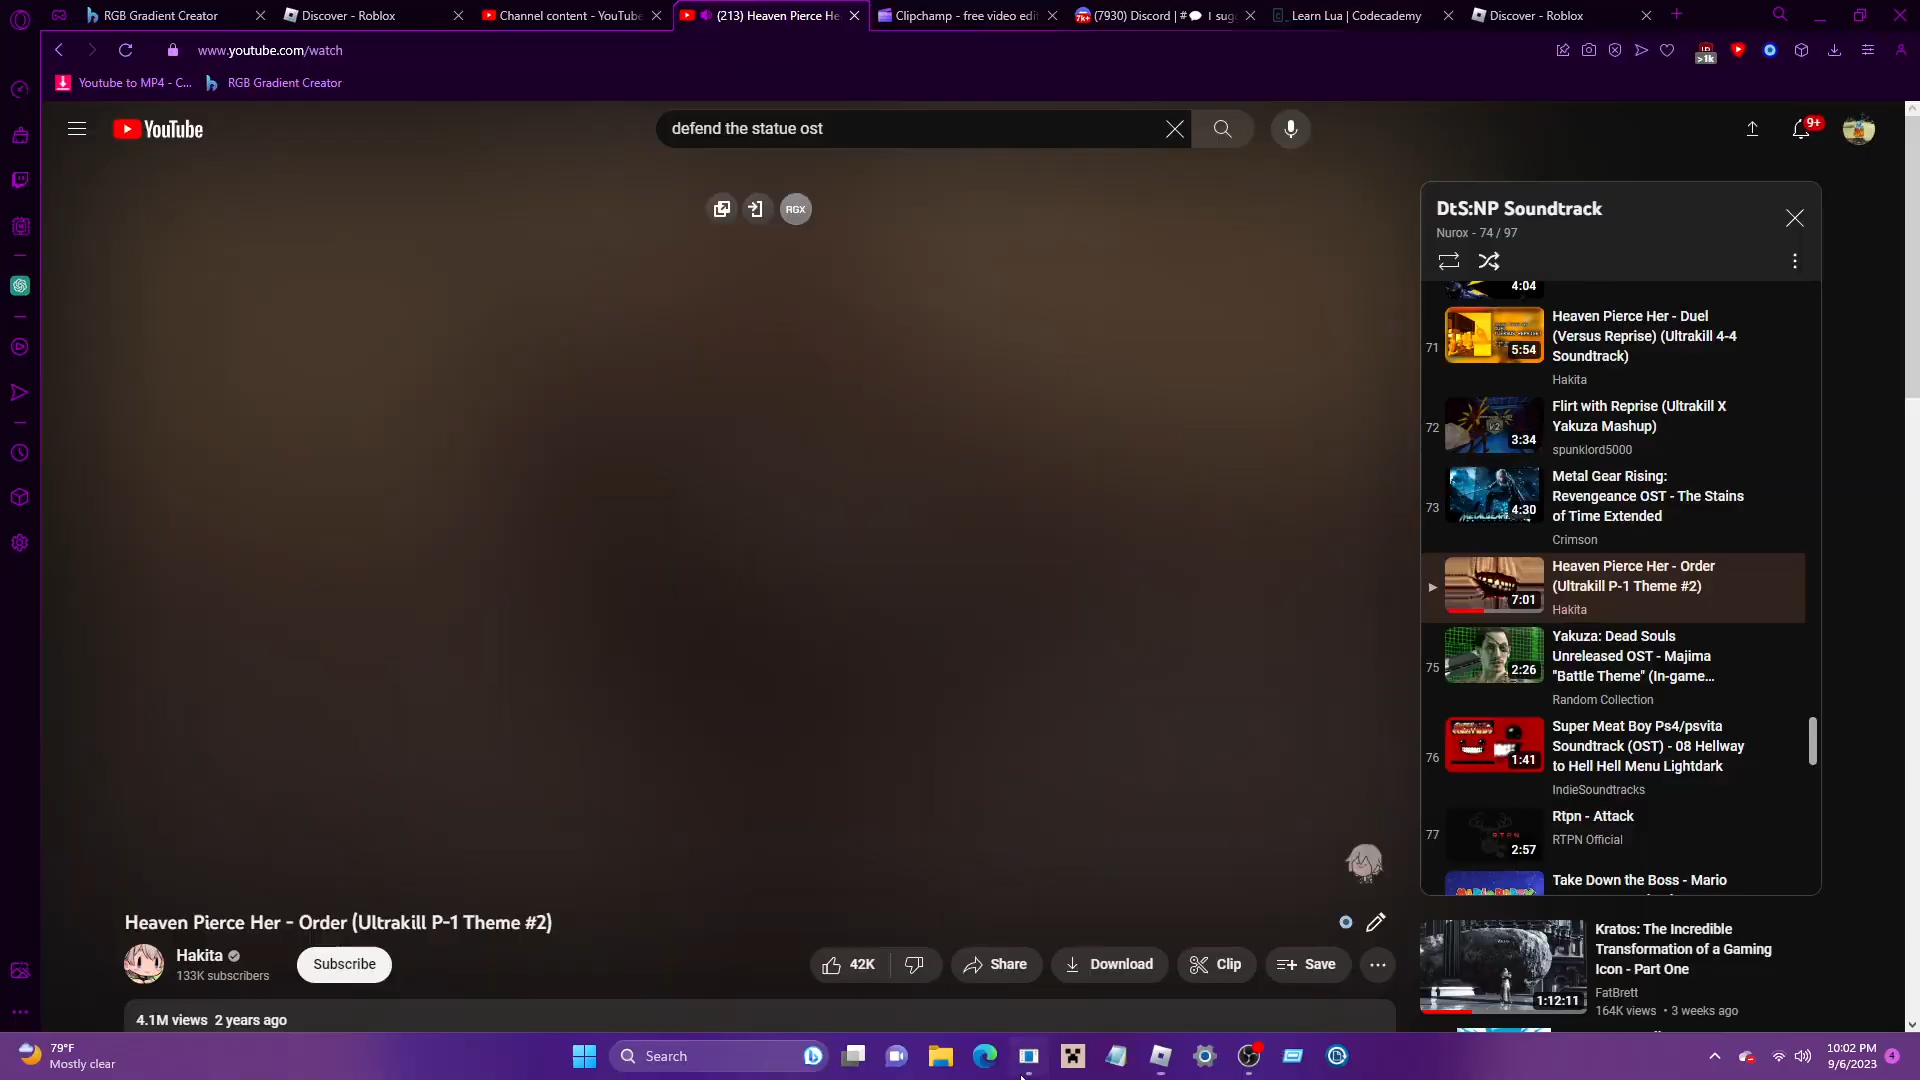 RGB Gradient Creator
Discover - Roblox
Channel content - YouTube
(213) Heaven Pierce He
Clipchamp - free video edit
(7930) Discord | #
I sug
Learn Lua | Codecademy
Discover - Roblox
www.youtube.com/watch
>1k
Youtube to MP4 - C...
RGB Gradient Creator
YouTube
defend the statue ost
9+
RGX
DtS:NP Soundtrack
Nurox - 74 / 97
4:04
71
5:54
Heaven Pierce Her - Duel
(Versus Reprise) (Ultrakill 4-4
Soundtrack)
Hakita
72
3:34
Flirt with Reprise (Ultrakill X
Yakuza Mashup)
spunklord5000
73
4:30
Metal Gear Rising:
Revengeance OST - The Stains
of Time Extended
Crimson
7:01
Heaven Pierce Her - Order
(Ultrakill P-1 Theme #2)
Hakita
75
2:26
Yakuza: Dead Souls
Unreleased OST - Majima
"Battle Theme" (In-game...
Random Collection
76
1:41
Super Meat Boy Ps4/psvita
Soundtrack (OST) - 08 Hellway
to Hell Hell Menu Lightdark
IndieSoundtracks
77
RTPN
2:57
Rtpn - Attack
RTPN Official
Take Down the Boss - Mario
Heaven Pierce Her - Order (Ultrakill P-1 Theme #2)
Hakita
133K subscribers
Subscribe
42K
Share
Download
Clip
Save
4.1M views 2 years ago
1:12:11
Kratos: The Incredible
Transformation of a Gaming
Icon - Part One
FatBrett
164K views • 3 weeks ago
79°F
Mostly clear
Search
10:02 PM
9/6/2023
4